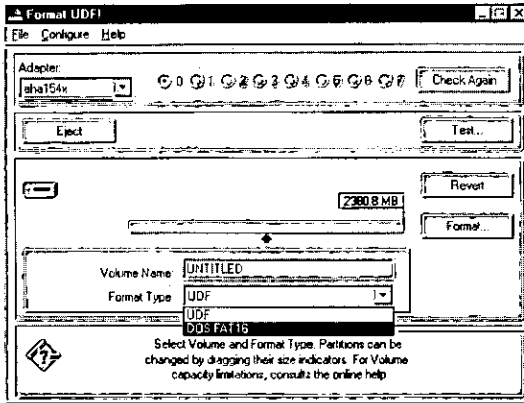 Format UDF!
File Configure Help
Adapter:
aha154x
0 1 2 3 4 5 6 7
Check Again
Eject
Test...
2380.8 MB
Revert
Format...
Volume Name: UNTITLED
Format Type UDF
UDF
DOS FAT16
Select Volume and Format Type. Partitions can be
changed by dragging their size indicators. For Volume
capacity limitations, consults the online help